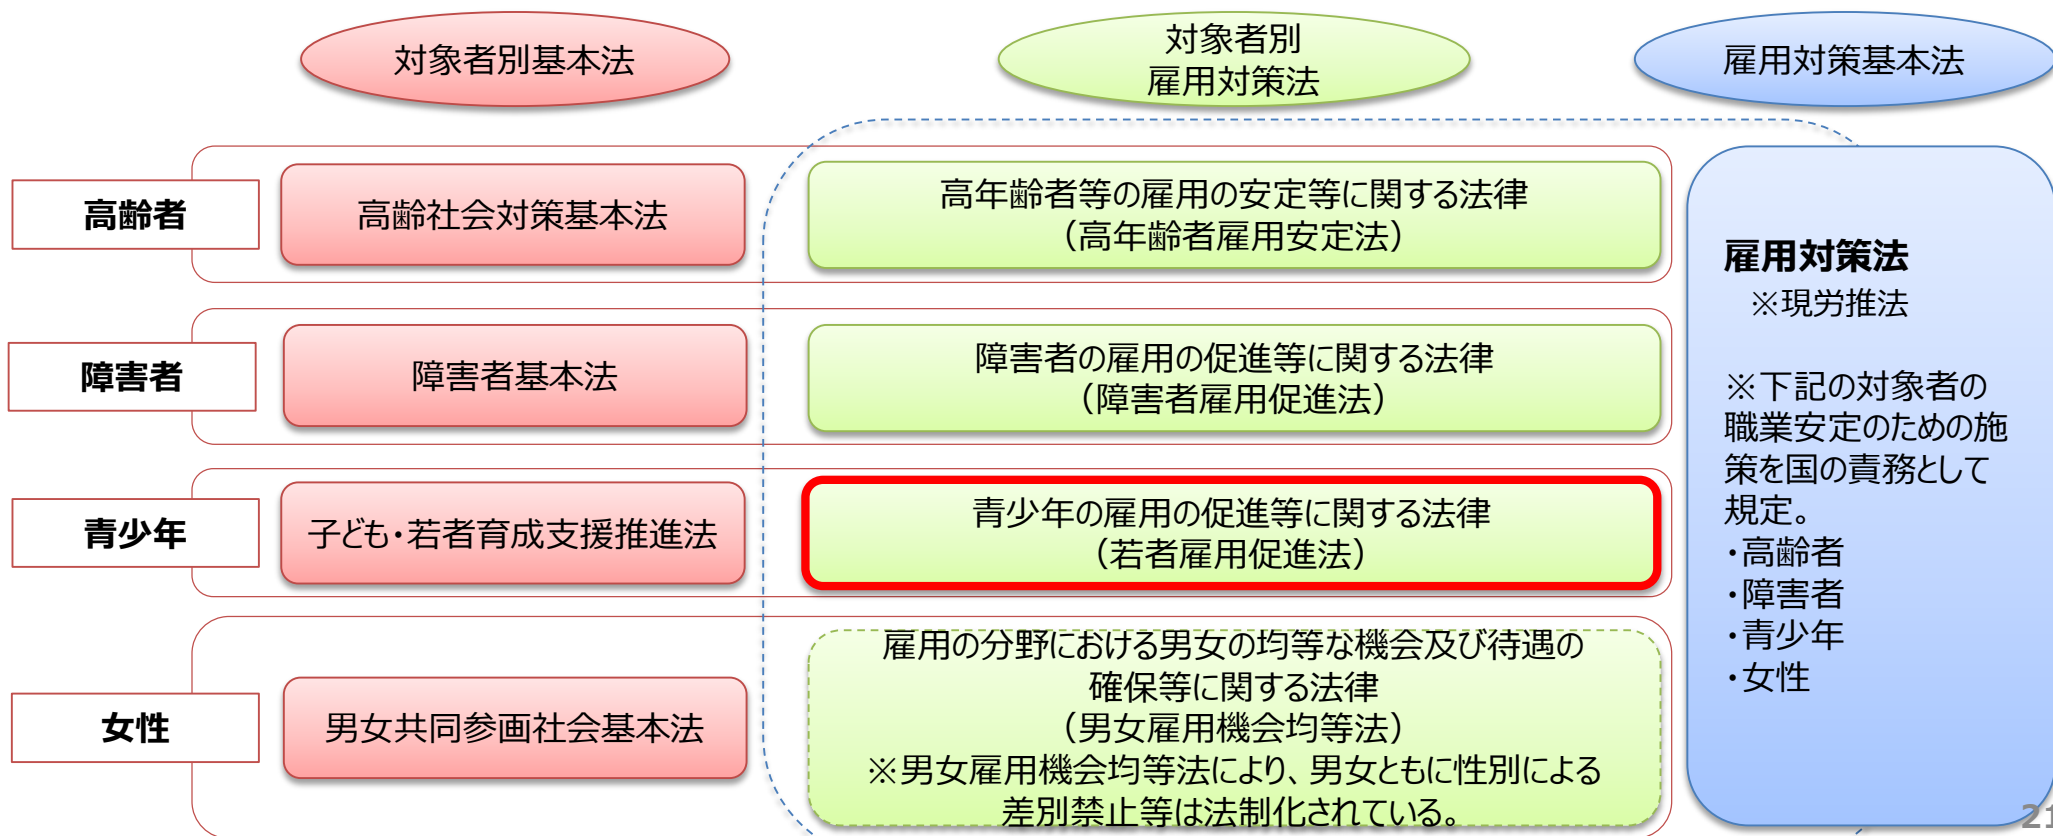 対象者別基本法
対象者別
雇用対策法
雇用対策基本法
高齢者
高齢社会対策基本法
高年齢者等の雇用の安定等に関する法律
（高年齢者雇用安定法）
障害者
障害者基本法
障害者の雇用の促進等に関する法律
（障害者雇用促進法）
青少年
子ども・若者育成支援推進法
青少年の雇用の促進等に関する法律
（若者雇用促進法）
女性
男女共同参画社会基本法
雇用の分野における男女の均等な機会及び待遇の
確保等に関する法律
（男女雇用機会均等法）
※男女雇用機会均等法により、男女ともに性別による
差別禁止等は法制化されている。
雇用対策法
※現労推法
※下記の対象者の
職業安定のための施
策を国の責務として
規定。
・高齢者
・障害者
・青少年
・女性
21